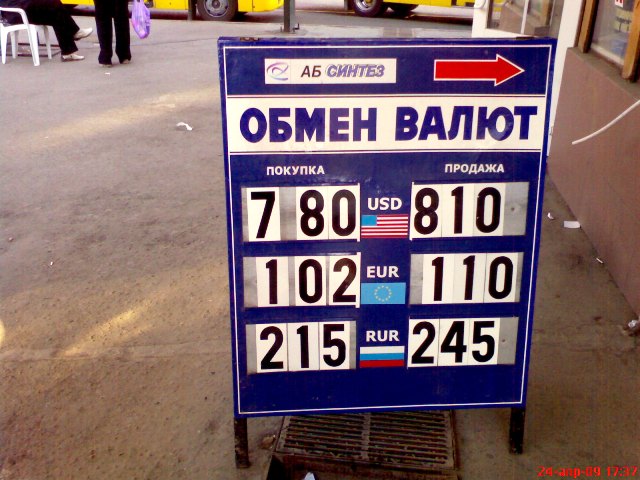 АБ СИНТЕЗ
ОБМЕН ВАЛЮТ
ПОКУПКА ПРОДАЖА
7 80 USD 810
102 EUR 110
215 RUR 245
24-апр-09 17:37